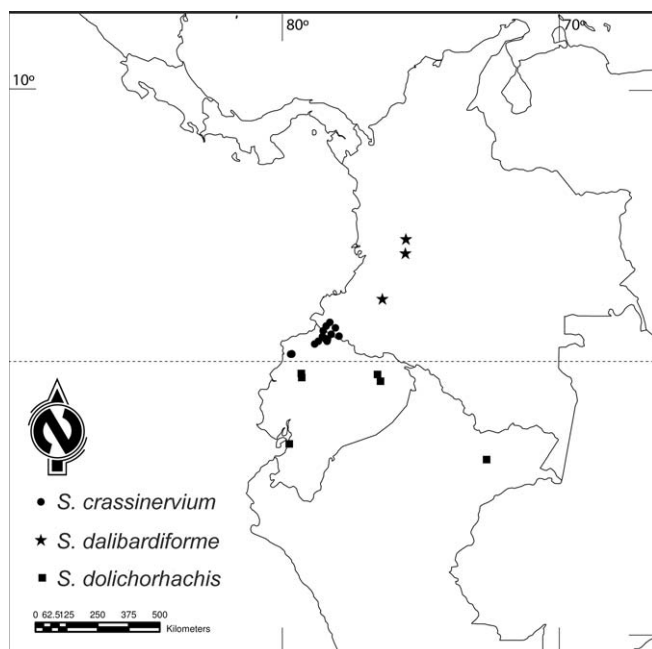 80º
70º
10º
S. crassinervium
S. dalibardiforme
S. dolichorhachis
0 62.5125 250 375 500
Kilometers